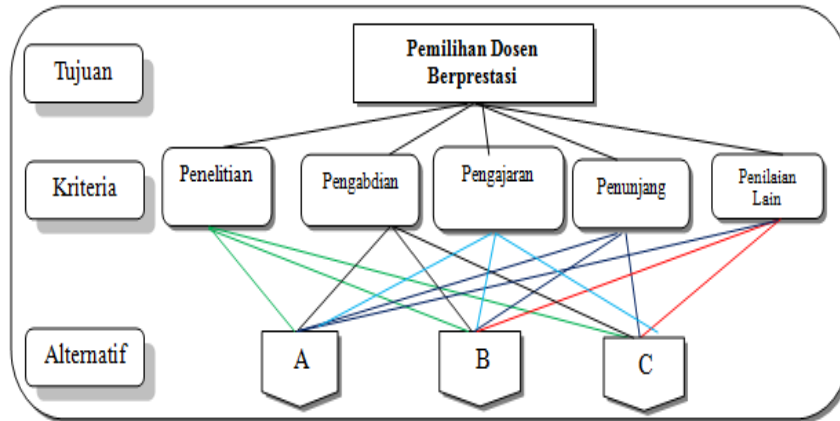 Tujuan
Pemilihan Dosen
Berprestasi
Kriteria
Penelitian
Pengabdian
Pengajaran
Penunjang
Penilaian
Lain
Alternatif
A
B
C